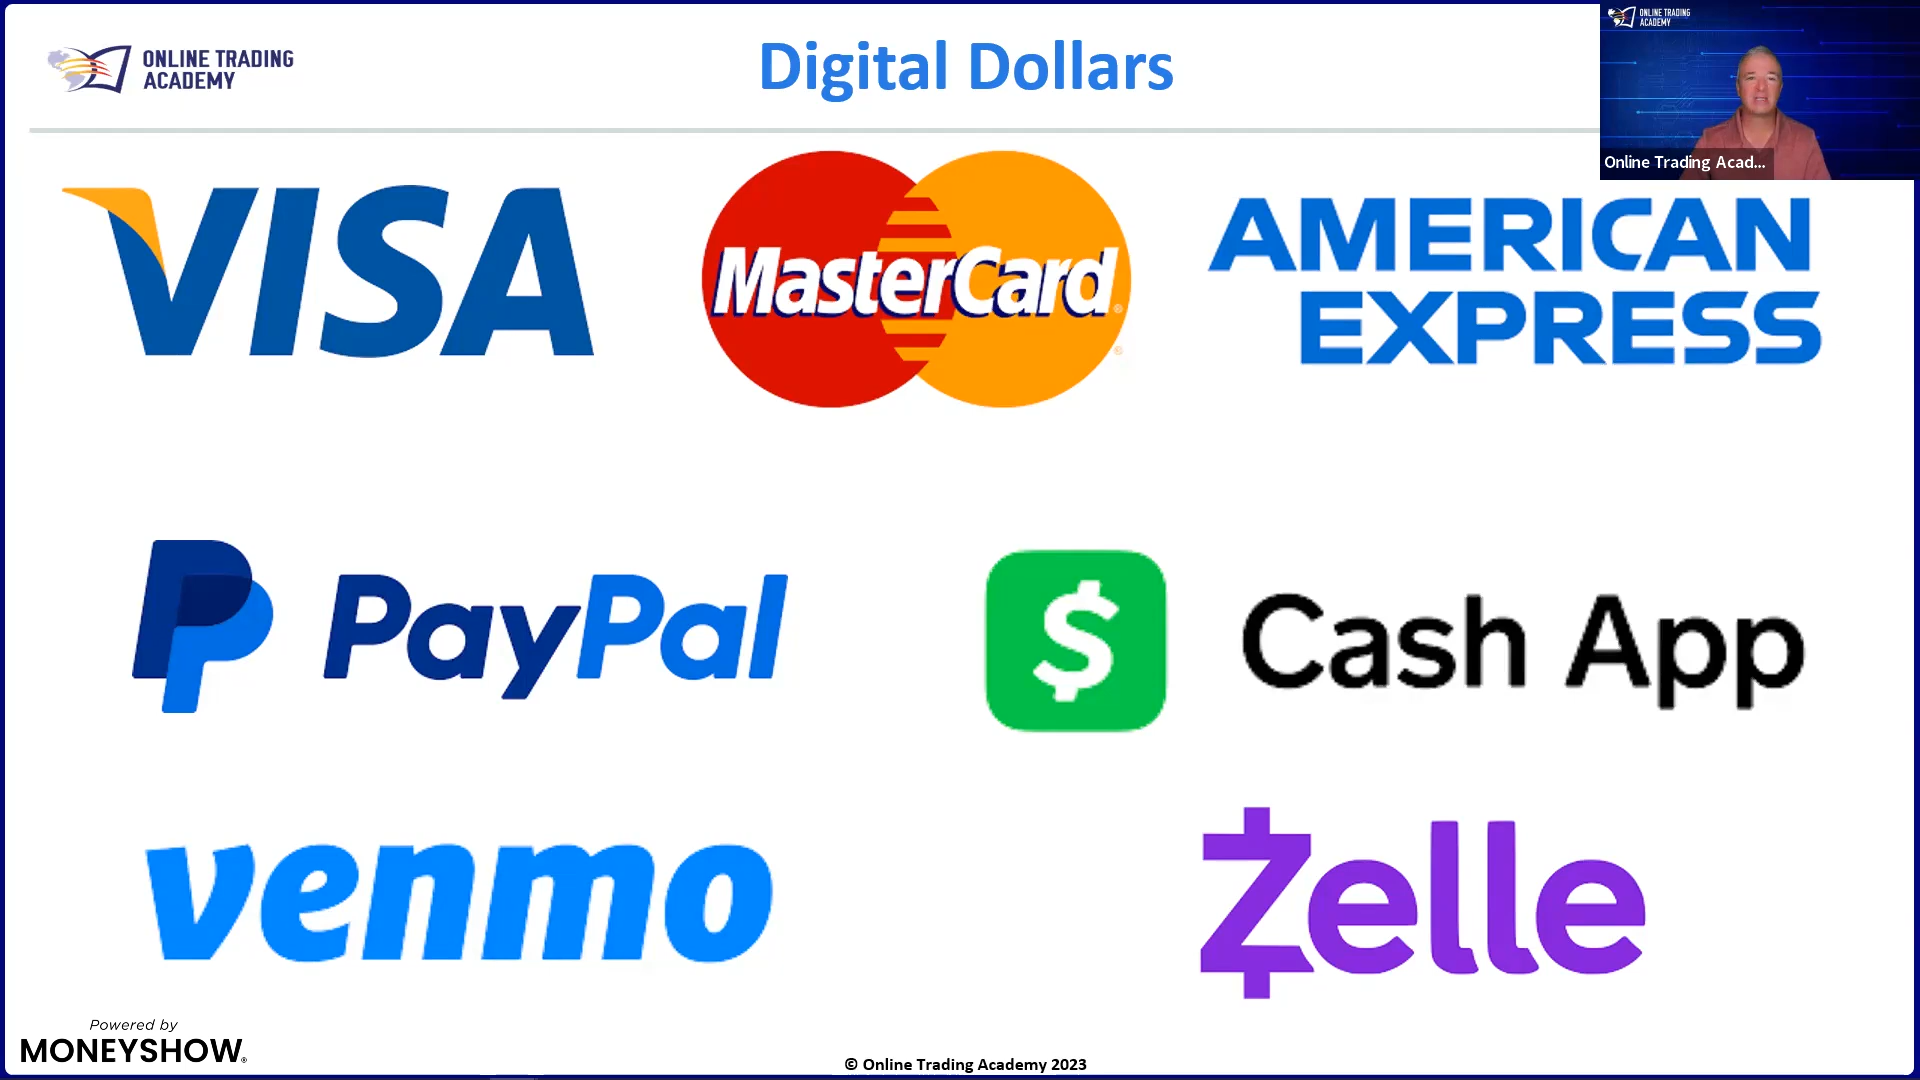 ONLINE TRADING
ACADEMY
Digital Dollars
ONLINE TRADING
ACADEMY
Online Trading Acad...
VISA
MasterCard
AMERICAN
EXPRESS
PayPal
$
Cash App
venmo
Zelle
Powered by
MONEYSHOW®
© Online Trading Academy 2023